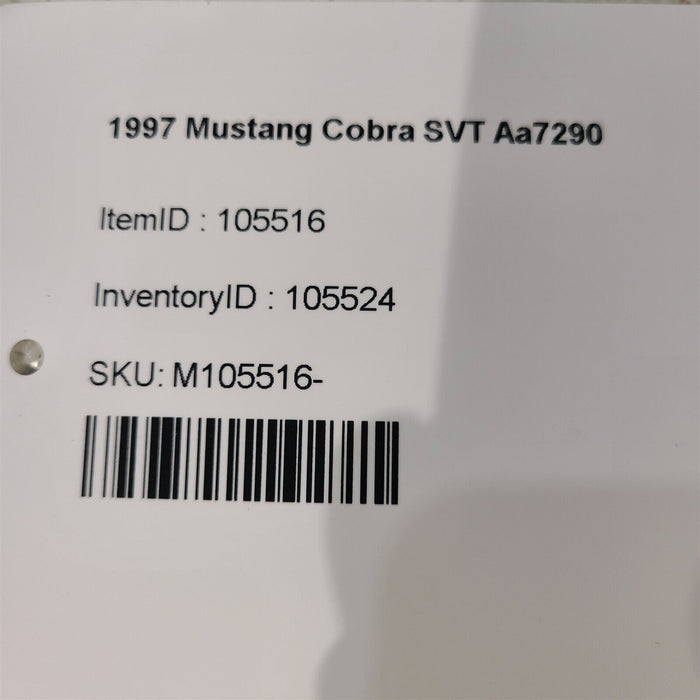 1997 Mustang Cobra SVT Aa7290
ItemID : 105516
InventoryID : 105524
SKU: M105516-